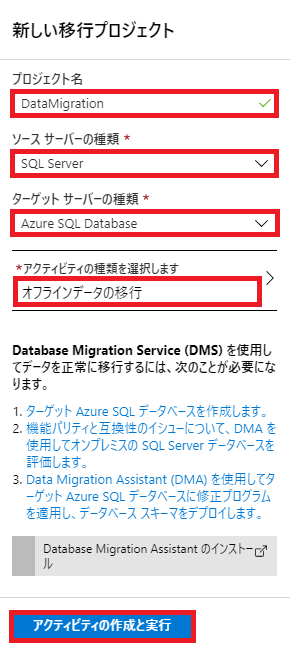 新しい移行プロジェクト
プロジェクト名
DataMigration
ソース サーバーの種類 *
SQL Server
ターゲット サーバーの種類 *
Azure SQL Database
*アクティビティの種類を選択します
オフラインデータの移行
Database Migration Service (DMS) を使用し
てデータを正常に移行するには、次のことが必要にな
ります。
1. ターゲット Azure SQL データベースを作成します。
2. 機能パリティと互換性のイシューについて、DMA を
使用してオンプレミスの SQL Server データベースを
評価します。
3. Data Migration Assistant (DMA) を使用してタ
ーゲット Azure SQL データベースに修正プログラム
を適用し、データベース スキーマをデプロイします。
Database Migration Assistant のインストー
ル
アクティビティの作成と実行